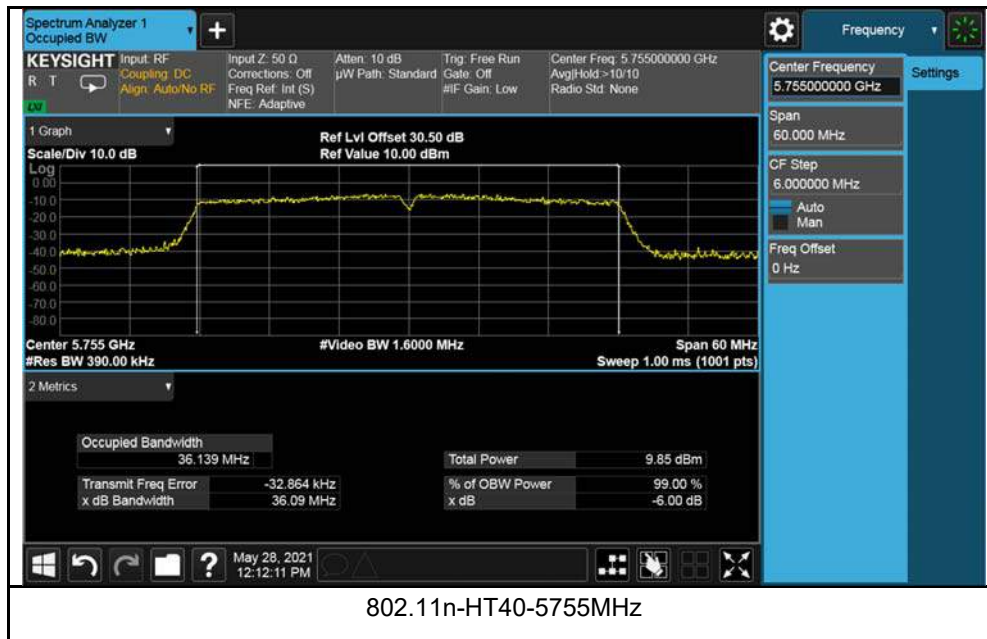 Spectrum Analyzer 1
Occupied BW
+
Frequency
KEYSIGHT
R T
LXI
Input: RF
Coupling: DC
Align: Auto/No RF
Input Z: 50 Ω
Corrections: Off
Freq Ref: Int (S)
NFE: Adaptive
Atten: 10 dB
µW Path: Standard
Trig: Free Run
Gate: Off
#IF Gain: Low
Center Freq: 5.755000000 GHz
Avg|Hold:>10/10
Radio Std: None
Center Frequency
5.755000000 GHz
Settings
Span
60.000 MHz
CF Step
6.000000 MHz
Auto
Man
Freq Offset
0 Hz
1 Graph
Scale/Div 10.0 dB
Ref Lvl Offset 30.50 dB
Ref Value 10.00 dBm
Log
0.00
-10.0
-20.0
-30.0
-40.0
-50.0
-60.0
-70.0
-80.0
Center 5.755 GHz
#Res BW 390.00 kHz
#Video BW 1.6000 MHz
Span 60 MHz
Sweep 1.00 ms (1001 pts)
2 Metrics
Occupied Bandwidth
36.139 MHz
Total Power 9.85 dBm
Transmit Freq Error -32.864 kHz
% of OBW Power 99.00 %
x dB Bandwidth 36.09 MHz
x dB -6.00 dB
?
May 28, 2021
12:12:11 PM
802.11n-HT40-5755MHz